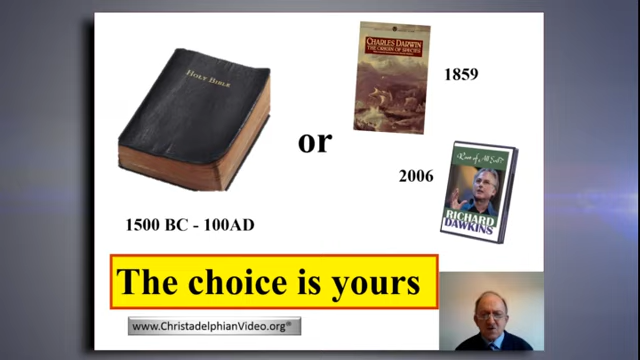 HOLY BIBLE
or
CHARLES DARWIN
THE ORIGIN OF SPECIES
1859
2006
Root of All Evil?
RICHARD
DAWKINS
1500 BC - 100AD
The choice is yours
www.ChristadelphianVideo.org®